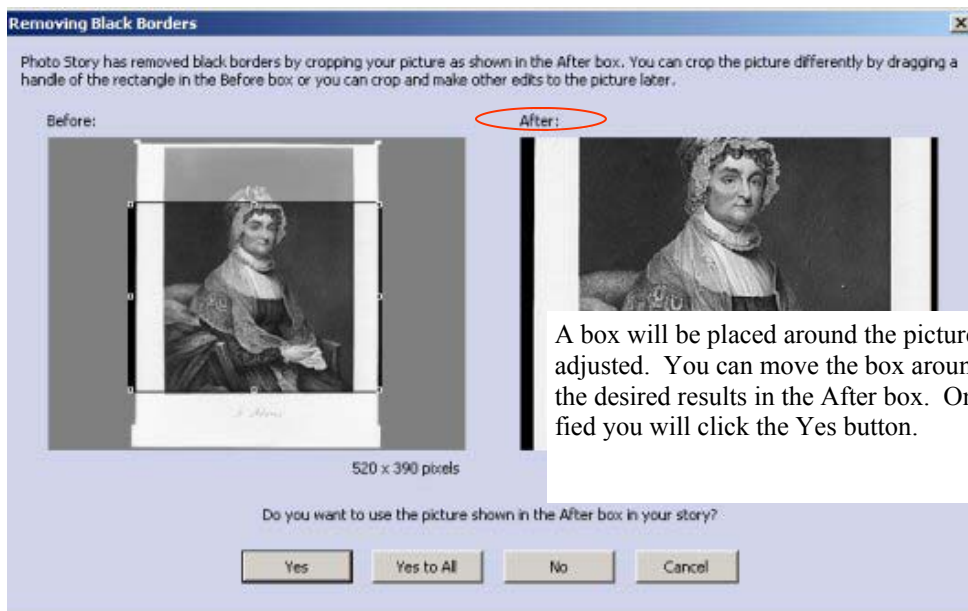 Removing Black Borders
Photo Story has removed black borders by cropping your picture as shown in the After box. You can crop the picture differently by dragging a
handle of the rectangle in the Before box or you can crop and make other edits to the picture later.
Before:
After:
A box will be placed around the picture
adjusted. You can move the box aroun
the desired results in the After box. On
fied you will click the Yes button.
520 x 390 pixels
Do you want to use the picture shown in the After box in your story?
Yes
Yes to All
No
Cancel